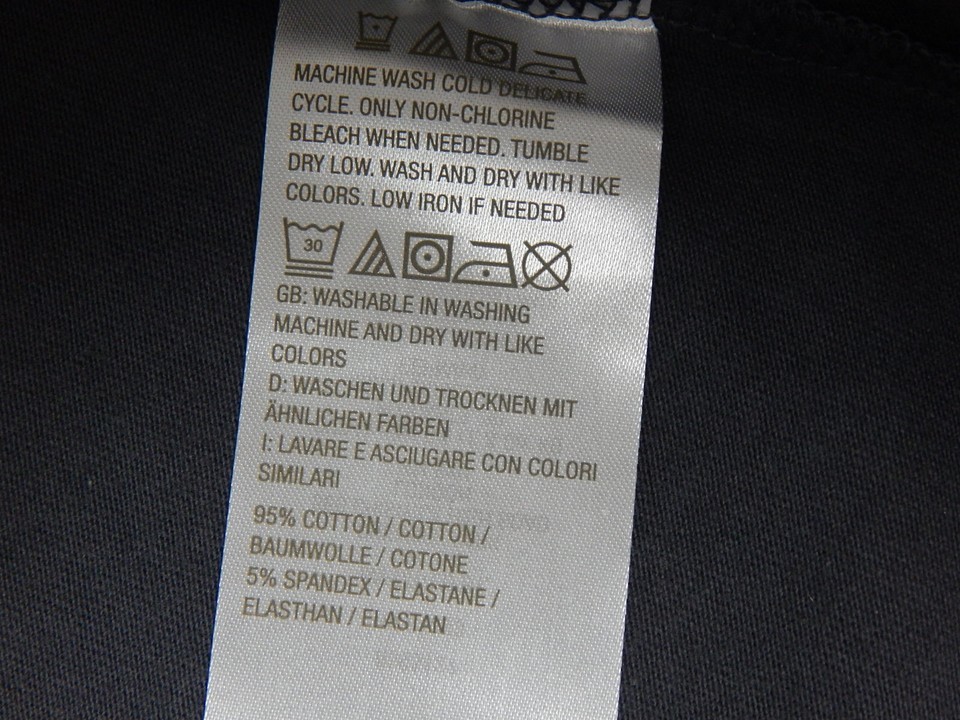 MACHINE WASH COLD DELICATE
CYCLE. ONLY NON-CHLORINE
BLEACH WHEN NEEDED. TUMBLE
DRY LOW. WASH AND DRY WITH LIKE
COLORS. LOW IRON IF NEEDED
30
GB: WASHABLE IN WASHING
MACHINE AND DRY WITH LIKE
COLORS
D: WASCHEN UND TROCKNEN MIT
ÄHNLICHEN FARBEN
I: LAVARE E ASCIUGARE CON COLORI
SIMILARI
95% COTTON / COTTON /
BAUMWOLLE / COTONE
5% SPANDEX / ELASTANE /
ELASTHAN / ELASTAN